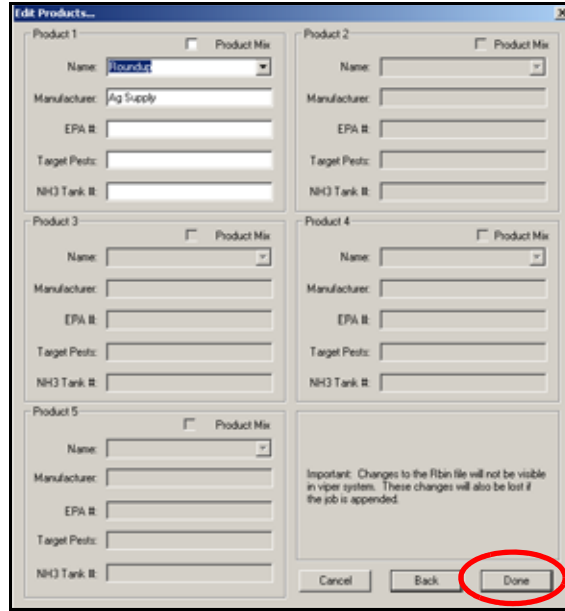 Edit Products...
Product 1
Product Mix
Name: Roundup
Manufacturer: Ag Supply
EPA #:
Target Pests:
NH3 Tank #:
Product 2
Product Mix
Name:
Manufacturer:
EPA #:
Target Pests:
NH3 Tank #:
Product 3
Product Mix
Name:
Manufacturer:
EPA #:
Target Pests:
NH3 Tank #:
Product 4
Product Mix
Name:
Manufacturer:
EPA #:
Target Pests:
NH3 Tank #:
Product 5
Product Mix
Name:
Manufacturer:
EPA #:
Target Pests:
NH3 Tank #:
Important: Changes to the Rbin file will not be visible
in viper system. These changes will also be lost if
the job is appended.
Cancel
Back
Done